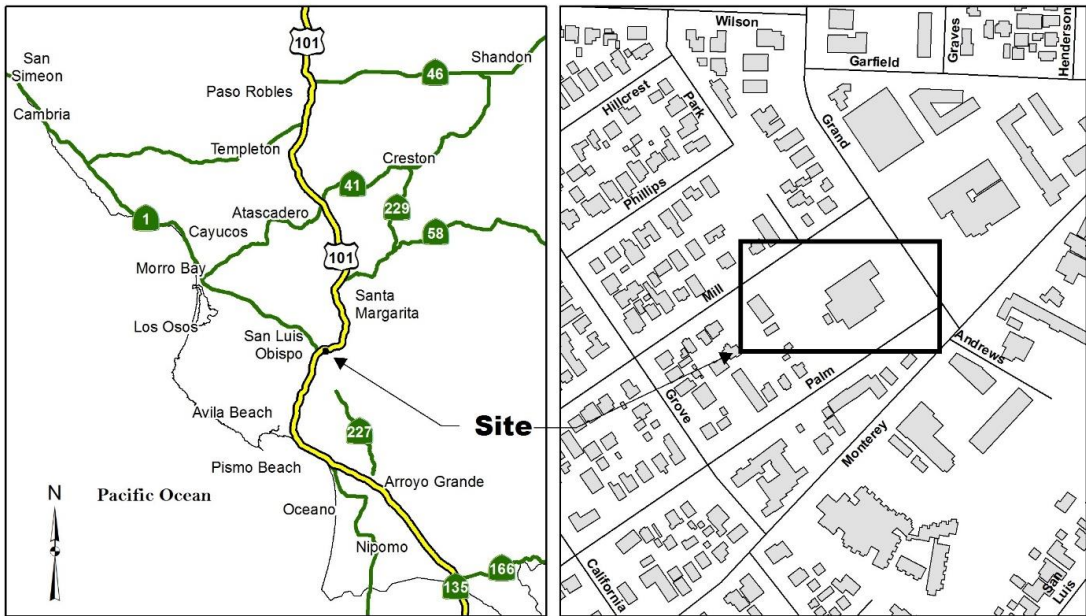 101
San
Simeon
Cambria
Shandon
46
Paso Robles
Templeton
Creston
41
1
Atascadero
229
58
Cayucos
101
Morro Bay
Santa
Margarita
Los Osos
San Luis
Obispo
Avila Beach
Site
227
Pismo Beach
Arroyo Grande
N
Pacific Ocean
Oceano
Nipomo
166
135
Wilson
Graves
Henderson
Garfield
Hillcrest
Park
Grand
Phillips
Mill
Andrews
Palm
Grove
Monterey
California
San Luis